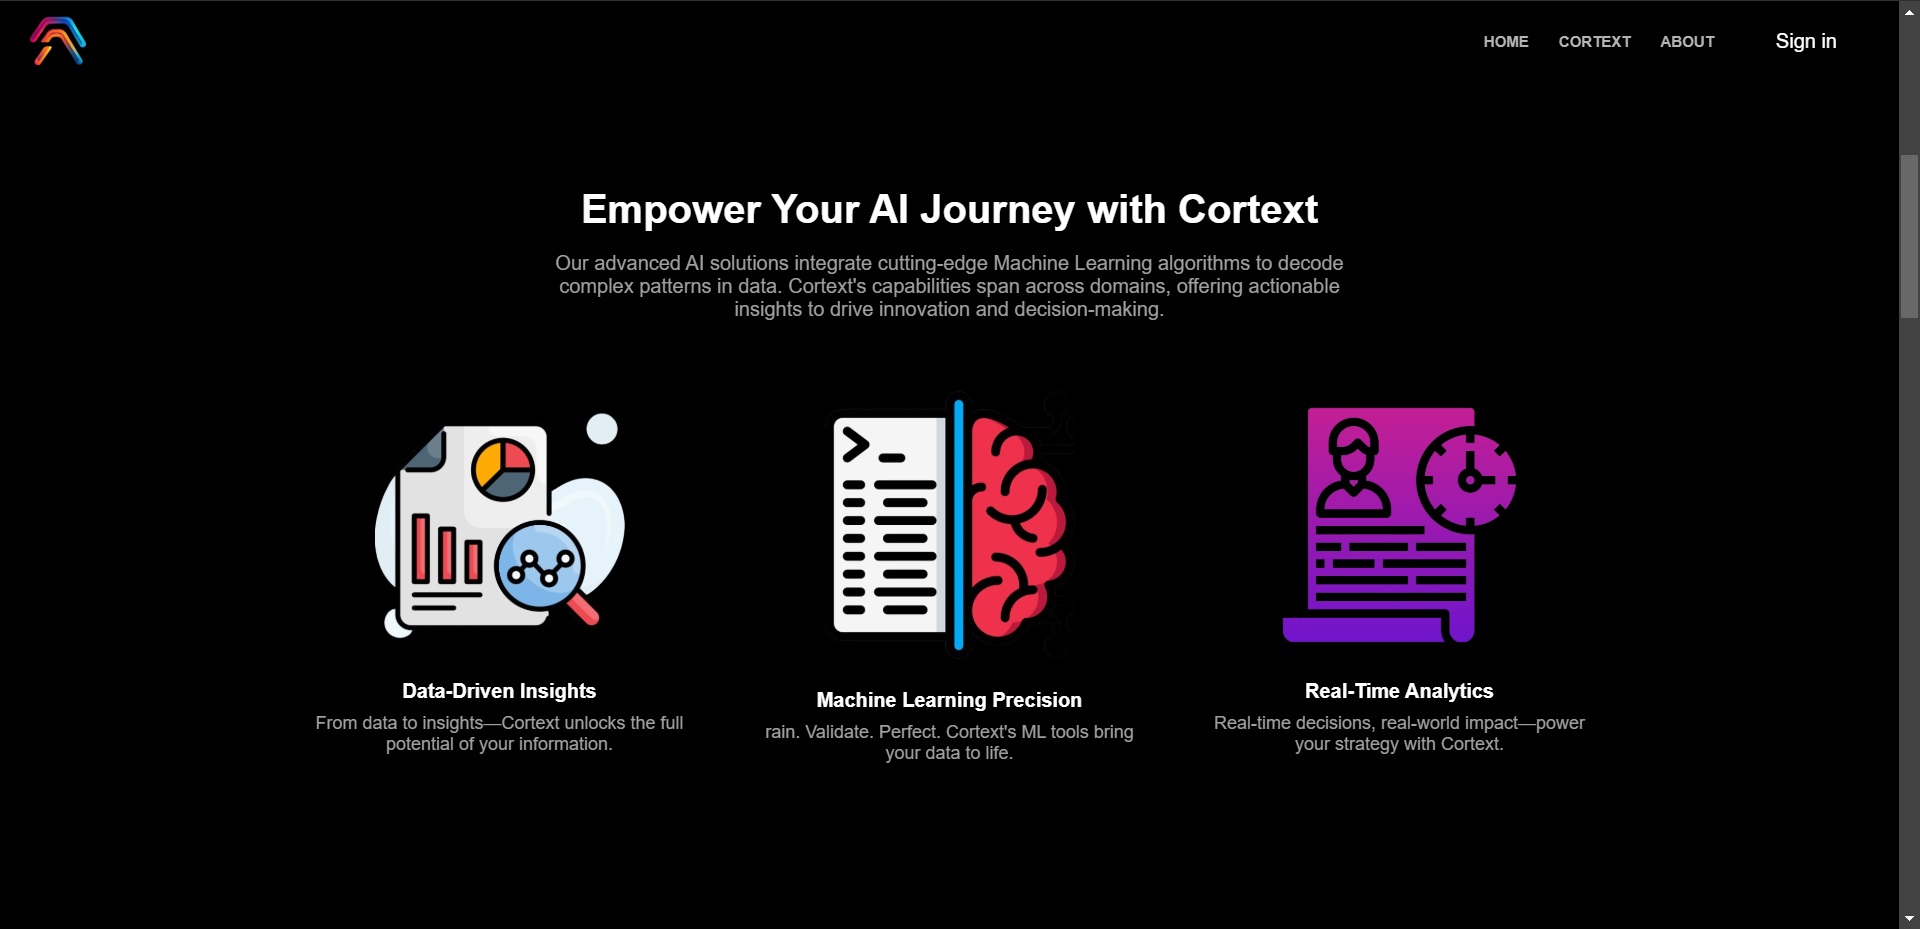 HOME CORTEXT ABOUT Sign in
Empower Your AI Journey with Cortext
Our advanced AI solutions integrate cutting-edge Machine Learning algorithms to decode
complex patterns in data. Cortext's capabilities span across domains, offering actionable
insights to drive innovation and decision-making.
Data-Driven Insights
From data to insights—Cortext unlocks the full
potential of your information.
Machine Learning Precision
rain. Validate. Perfect. Cortext's ML tools bring
your data to life.
Real-Time Analytics
Real-time decisions, real-world impact—power
your strategy with Cortext.